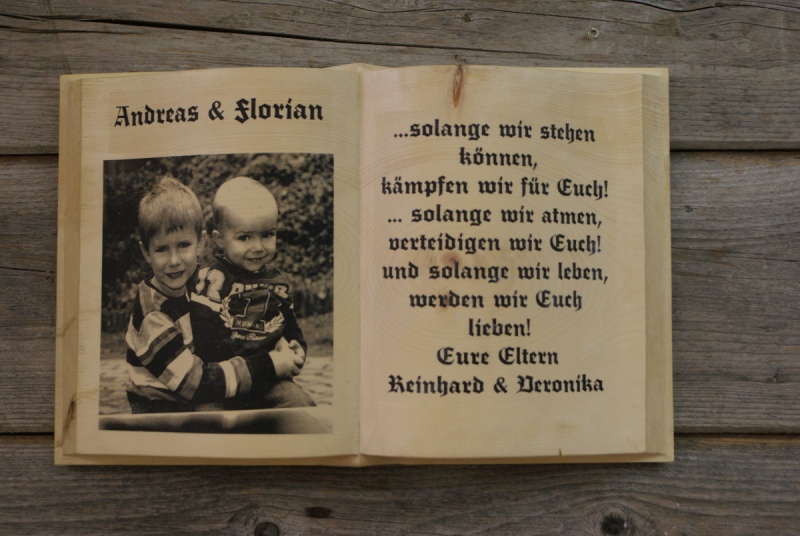 Andreas & Florian
...solange wir stehen
können,
kämpfen wir für Euch!
... solange wir atmen,
verteidigen wir Euch!
und solange wir leben,
werden wir Euch
lieben!
Eure Eltern
Reinhard & Veronika